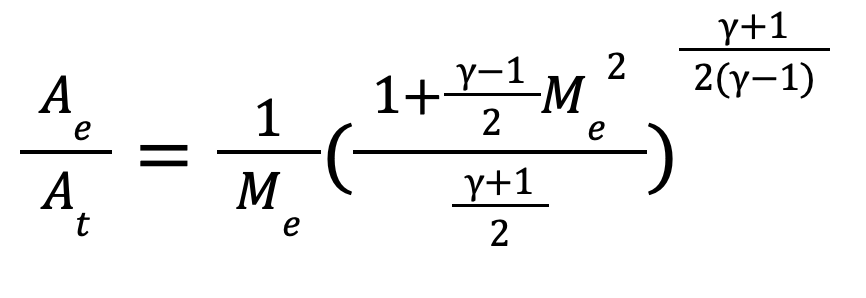 A_e/A_t = 1/M_e ((1+(γ−1)/2 M_e^2)/((γ+1)/2))^((γ+1)/(2(γ−1)))